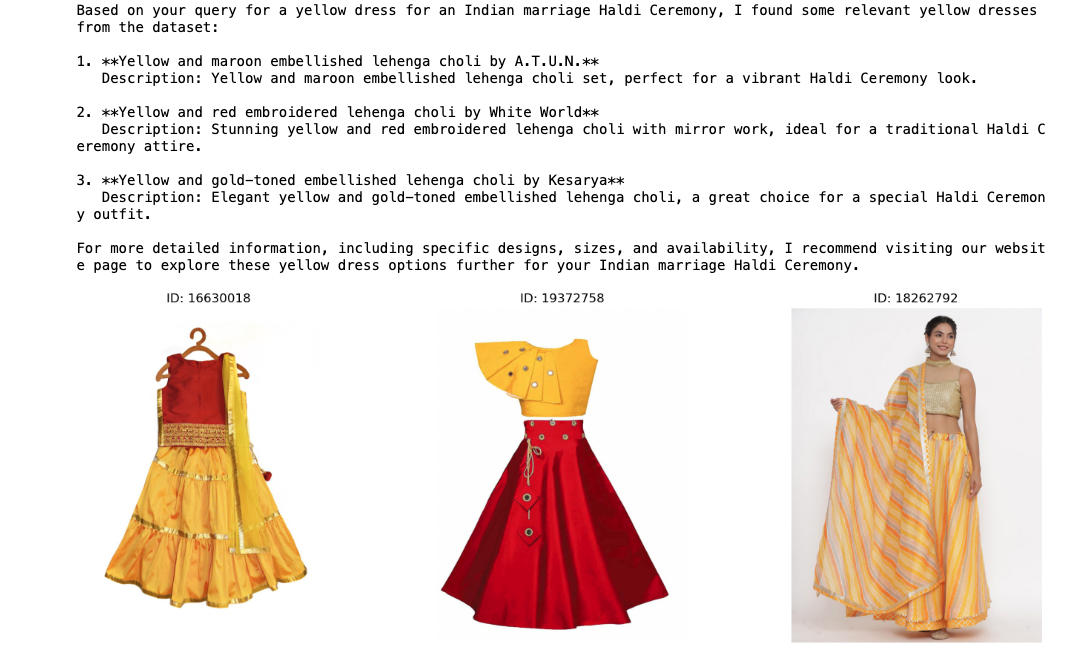 Based on your query for a yellow dress for an Indian marriage Haldi Ceremony, I found some relevant yellow dresses
from the dataset:
1. **Yellow and maroon embellished lehenga choli by A.T.U.N.**
Description: Yellow and maroon embellished lehenga choli set, perfect for a vibrant Haldi Ceremony look.
2. **Yellow and red embroidered lehenga choli by White World**
Description: Stunning yellow and red embroidered lehenga choli with mirror work, ideal for a traditional Haldi C
eremony attire.
3. **Yellow and gold-toned embellished lehenga choli by Kesarya**
Description: Elegant yellow and gold-toned embellished lehenga choli, a great choice for a special Haldi Ceremon
y outfit.
For more detailed information, including specific designs, sizes, and availability, I recommend visiting our websit
e page to explore these yellow dress options further for your Indian marriage Haldi Ceremony.
ID: 16630018
ID: 19372758
ID: 18262792